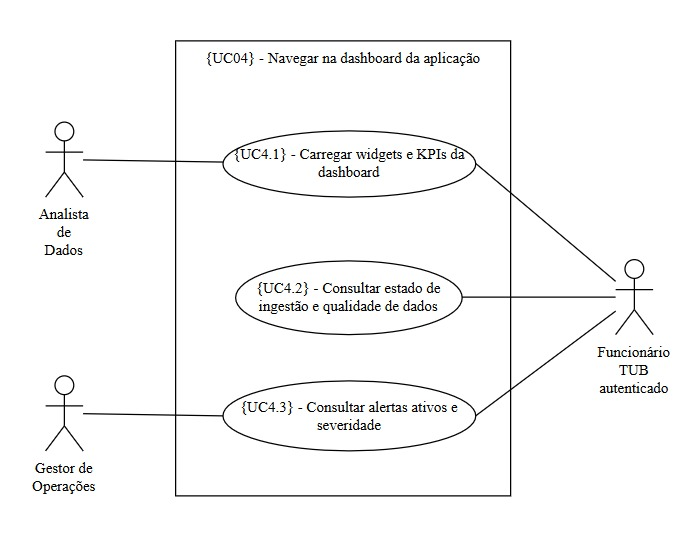 {UC04} - Navegar na dashboard da aplicação
{UC4.1} - Carregar widgets e KPIs da
dashboard
Analista
de
Dados
{UC4.2} - Consultar estado de
ingestão e qualidade de dados
Funcionário
TUB
autenticado
{UC4.3} - Consultar alertas ativos e
severidade
Gestor de
Operações